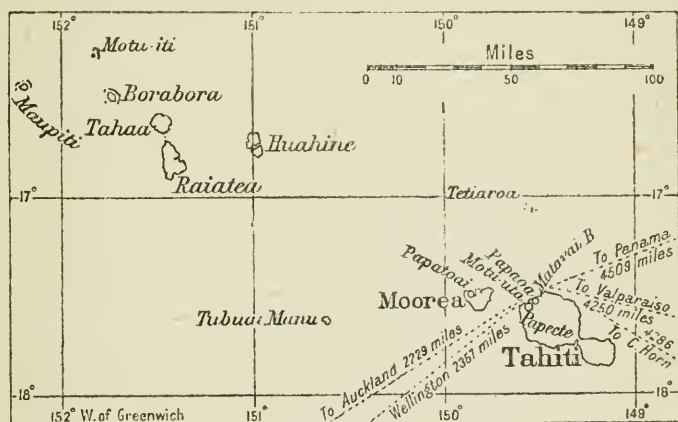 152°
151°
150°
149°
Motu-iti
Miles
0 10 50 100
Maupiti
Borabora
Tahaa
Huahine
Raiatea
17°
17°
Tetiaroa
Matavai B
To Panama
4509 miles
Papaoa
Motu-uta
Papatoai
Moorea
To Valparaiso
4250 miles
4286
To C. Horn
Tubuai Manu
Papeete
Tahiti
To Auckland 2229 miles
Wellington 2357 miles
18°
18°
152° W. of Greenwich
151°
150°
149°